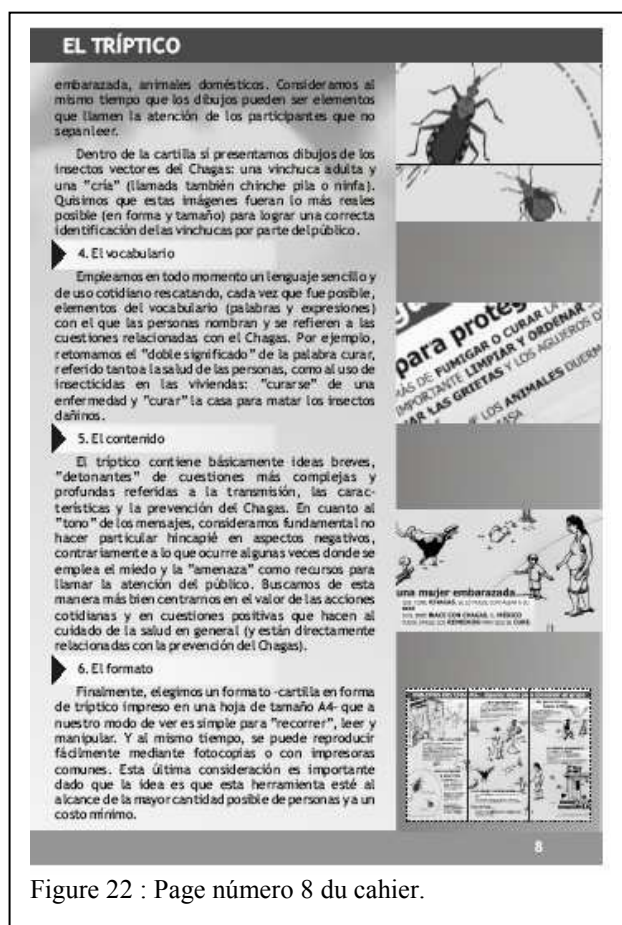 EL TRÍPTICO
embarazada, animales domésticos. Consideramos al
mismo tiempo que los dibujos pueden ser elementos
que llamen la atención de los participantes que no
sepan leer.
Dentro de la cartilla sí presentamos dibujos de los
insectos vectores del Chagas: una vinchuca adulta y
una "cría" (llamada también chinche pila o ninfa).
Quisimos que estas imágenes fueran lo más reales
posible (en forma y tamaño) para lograr una correcta
identificación de las vinchucas por parte del público.
4. El vocabulario
Empleamos en todo momento un lenguaje sencillo y
de uso cotidiano rescatando, cada vez que fue posible,
elementos del vocabulario (palabras y expresiones)
con el que las personas nombran y se refieren a las
cuestiones relacionadas con el Chagas. Por ejemplo,
retomamos el "doble significado" de la palabra curar,
referido tanto a la salud de las personas, como al uso de
insecticidas en las viviendas: "curarse" de una
enfermedad y "curar" la casa para matar los insectos
dañinos.
5. El contenido
El tríptico contiene básicamente ideas breves,
"detonantes" de cuestiones más complejas y
profundas referidas a la transmisión, las carac-
terísticas y la prevención del Chagas. En cuanto al
"tono" de los mensajes, consideramos fundamental no
hacer particular hincapié en aspectos negativos,
contrariamente a lo que ocurre algunas veces donde se
emplea el miedo y la "amenaza" como recursos para
llamar la atención del público. Buscamos de esta
manera más bien centrarnos en el valor de las acciones
cotidianas y en cuestiones positivas que hacen al
cuidado de la salud en general (y están directamente
relacionadas con la prevención del Chagas).
6. El formato
Finalmente, elegimos un formato -cartilla en forma
de tríptico impreso en una hoja de tamaño A4- que a
nuestro modo de ver es simple para "recorrer", leer y
manipular. Y al mismo tiempo, se puede reproducir
fácilmente mediante fotocopias o con impresoras
comunes. Esta última consideración es importante
dado que la idea es que esta herramienta esté al
alcance de la mayor cantidad posible de personas y a un
costo mínimo.
para proteg
ÁS DE FUMIGAR O CURAR LA
IMPORTANTE LIMPIAR Y ORDENAR
AR LAS GRIETAS Y LOS AGUJEROS D
E LOS ANIMALES DUERM
CASA
una mujer embarazada
8
Figure 22 : Page número 8 du cahier.